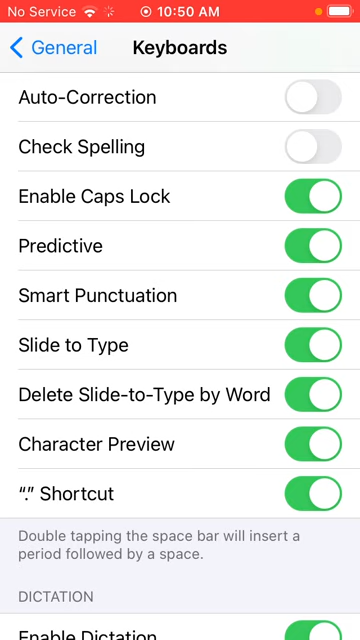 No Service 10:50 AM
General Keyboards
Auto-Correction
Check Spelling
Enable Caps Lock
Predictive
Smart Punctuation
Slide to Type
Delete Slide-to-Type by Word
Character Preview
“.” Shortcut
Double tapping the space bar will insert a
period followed by a space.
DICTATION
Enable Dictation